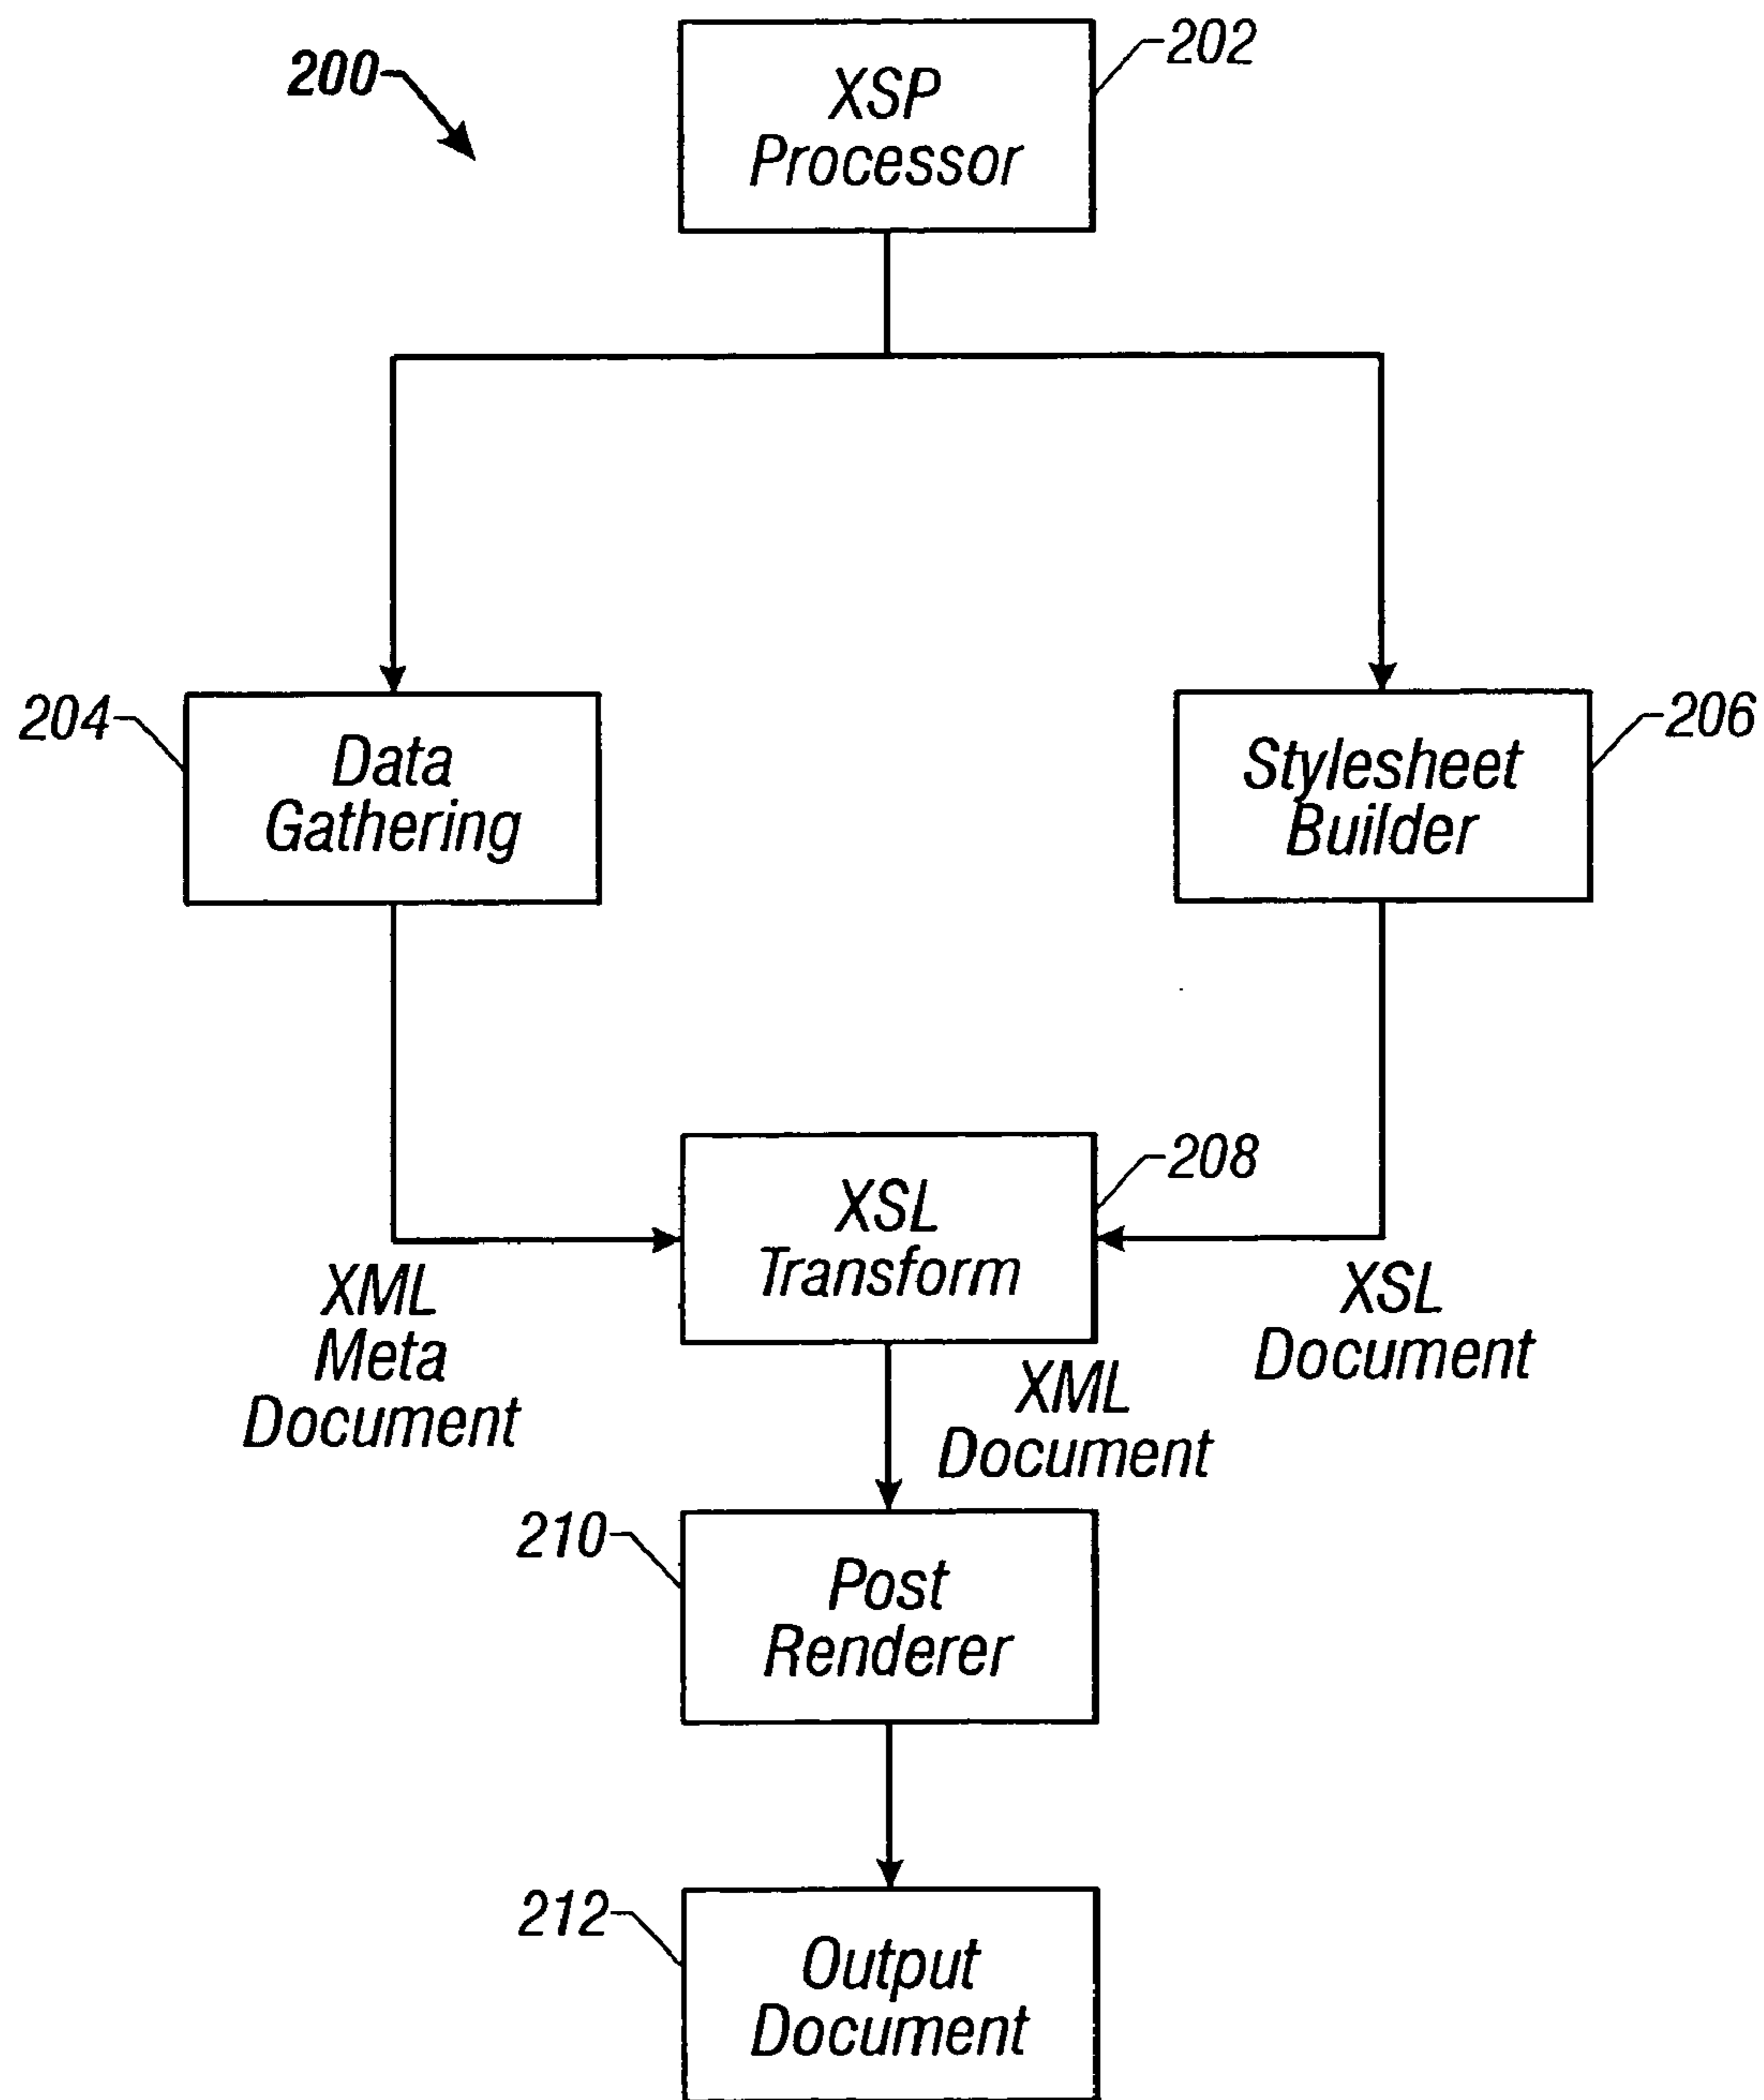 200
XSP
Processor
202
204
Data
Gathering
Stylesheet
Builder
206
XSL
Transform
208
XML
Meta
Document
XSL
Document
XML
Document
210
Post
Renderer
212
Output
Document